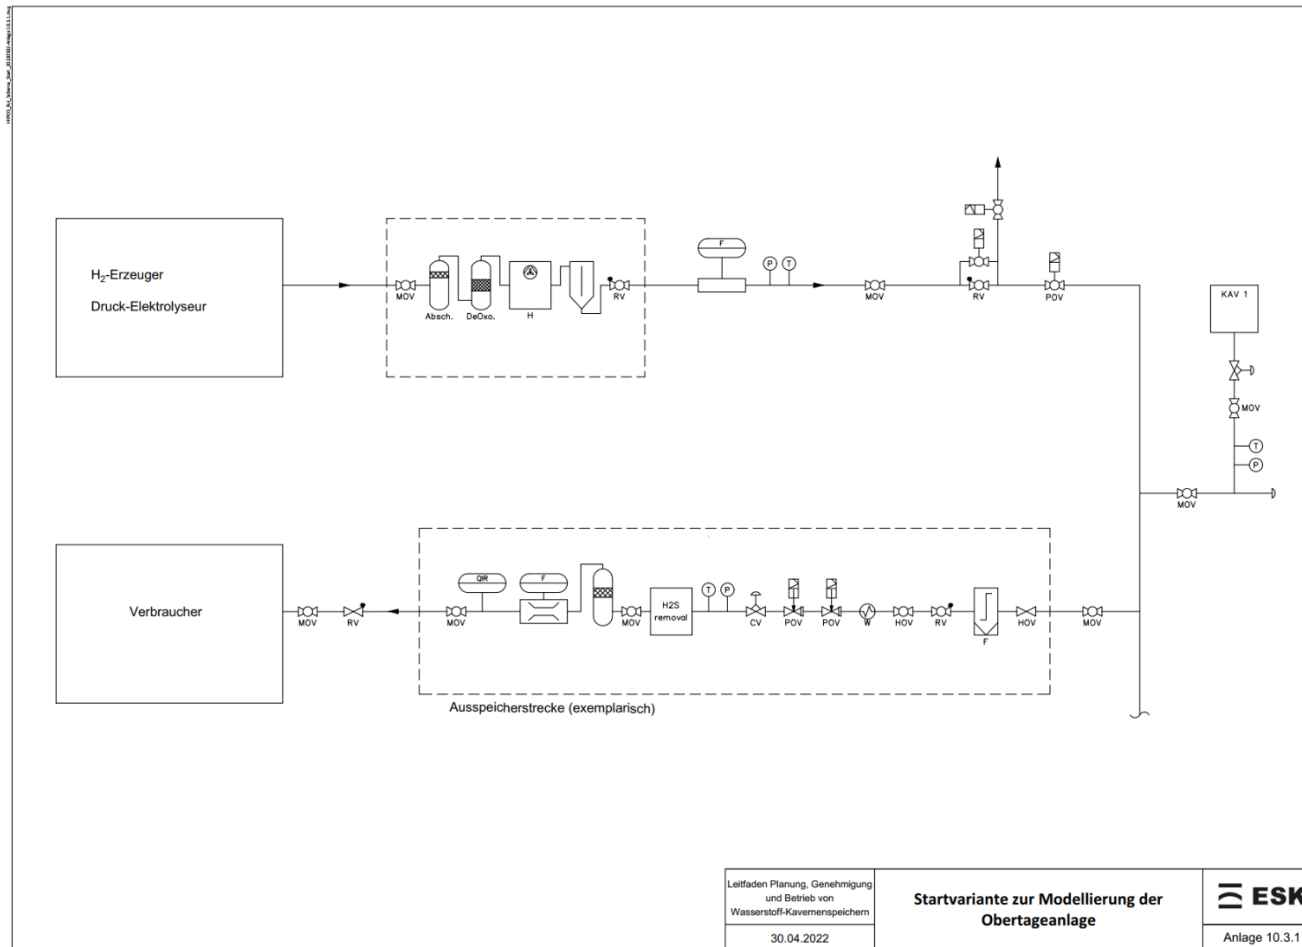 H₂-Erzeuger
Druck-Elektrolyseur
MOV
Absch.
DeOxo.
H
RV
F
P T
MOV
RV
POV
KAV 1
MOV
T
P
MOV
Verbraucher
MOV
RV
MOV
QIR
F
MOV
H2S
removal
T P
CV
POV
POV
W
HOV
RV
F
HOV
MOV
Ausspeicherstrecke (exemplarisch)
Leitfaden Planung, Genehmigung
und Betrieb von
Wasserstoff-Kavernenspeichern
30.04.2022
Startvariante zur Modellierung der
Obertageanlage
ESK
Anlage 10.3.1